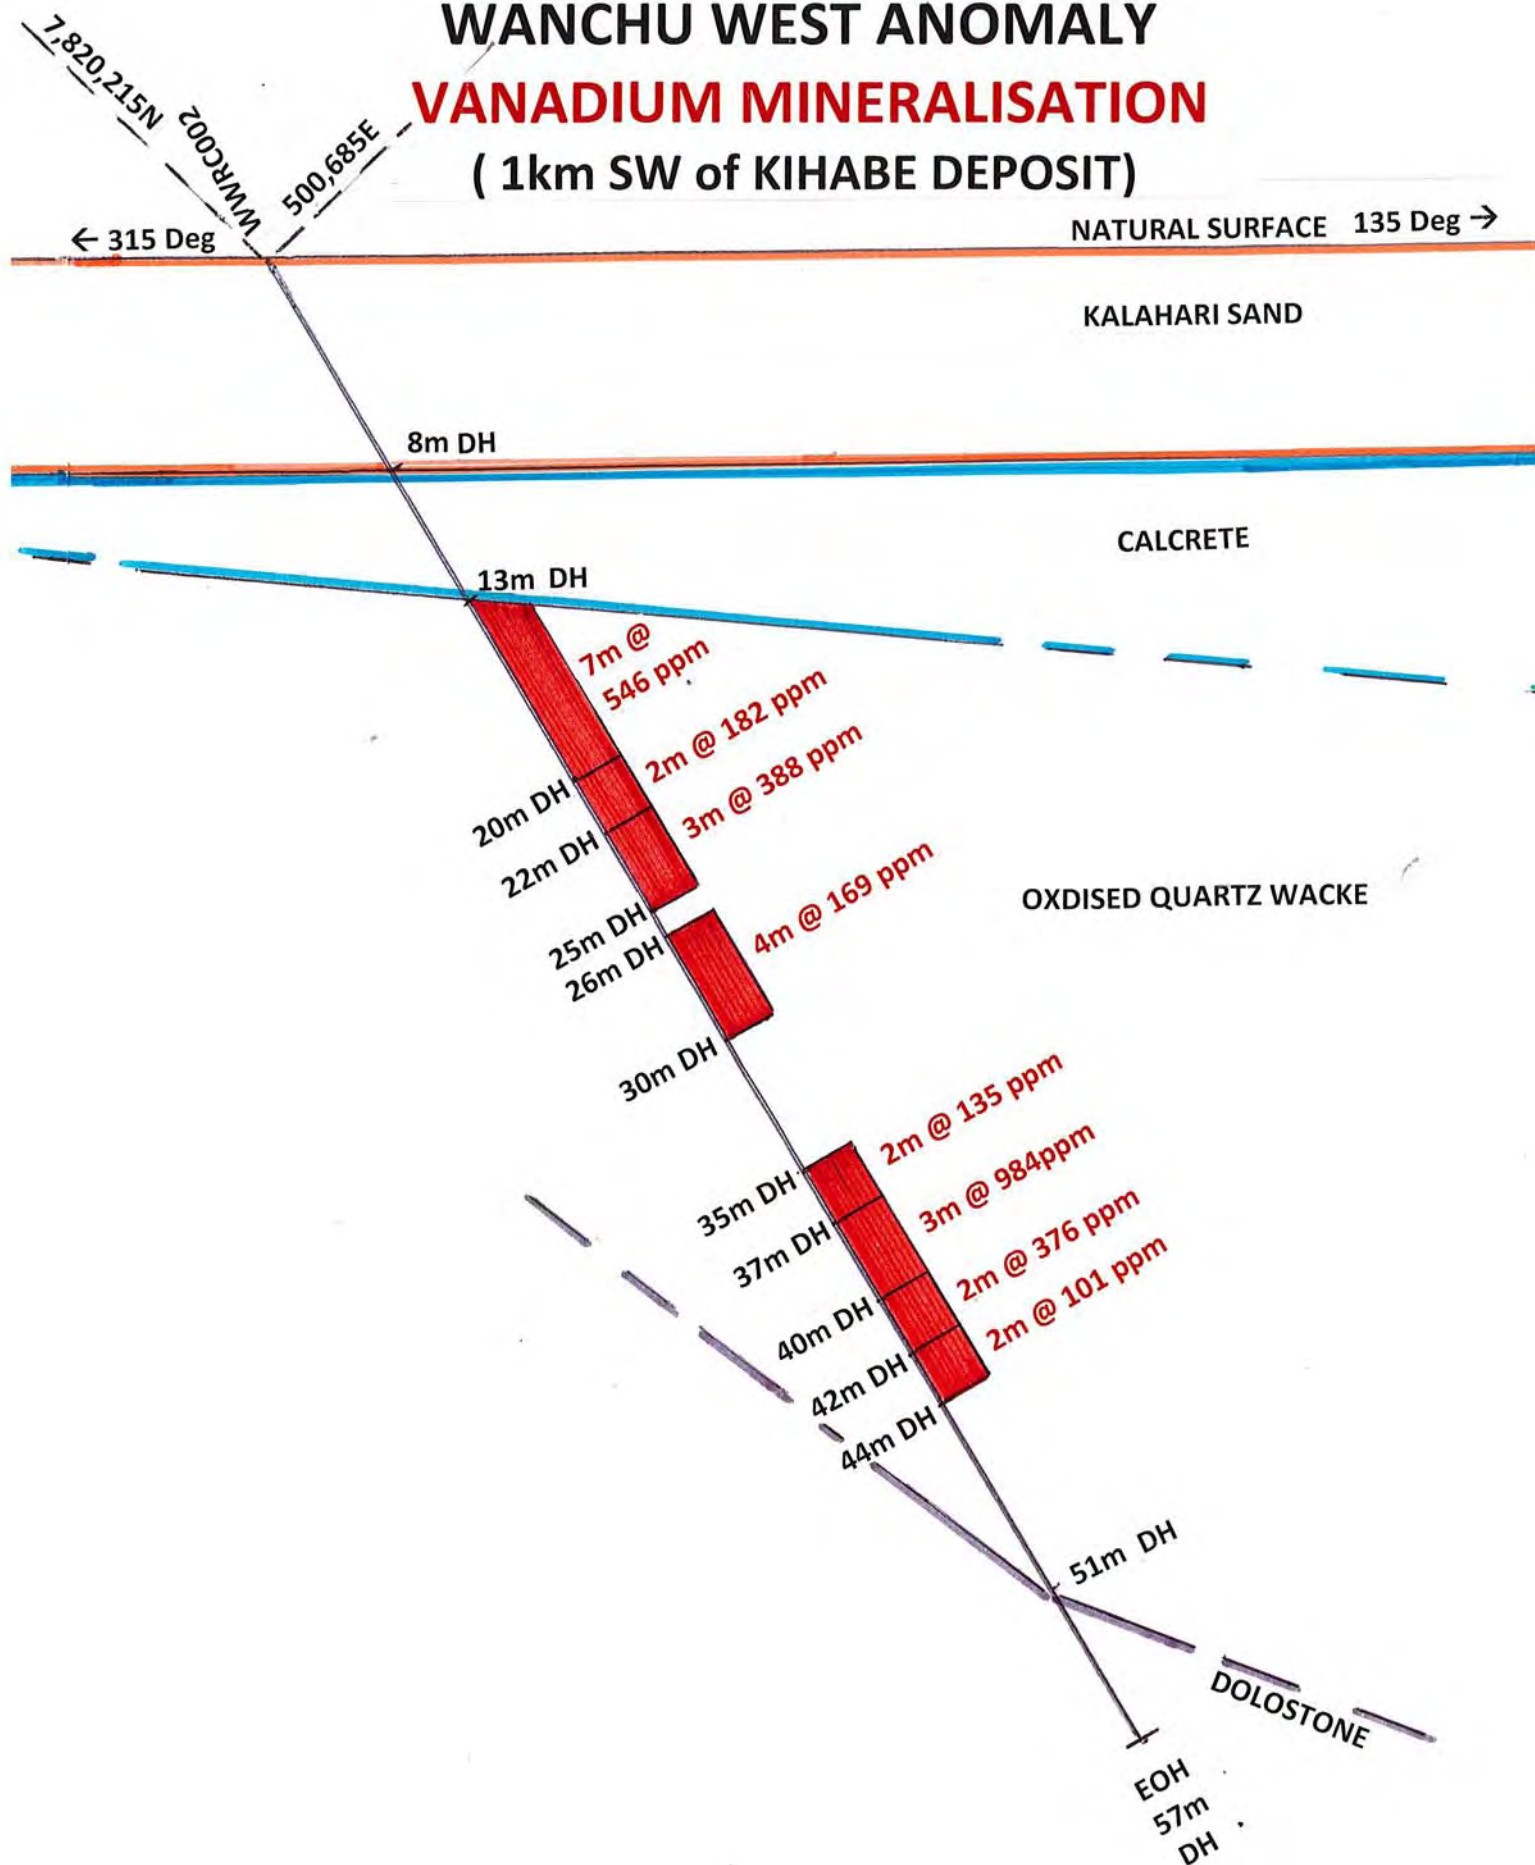 WANCHU WEST ANOMALY
VANADIUM MINERALISATION
( 1km SW of KIHABE DEPOSIT)
7,820,215N
WWRC002
500,685E
← 315 Deg
NATURAL SURFACE 135 Deg →
KALAHARI SAND
8m DH
CALCRETE
13m DH
7m @
546 ppm
2m @ 182 ppm
3m @ 388 ppm
20m DH
22m DH
25m DH
26m DH
4m @ 169 ppm
OXDISED QUARTZ WACKE
30m DH
2m @ 135 ppm
3m @ 984ppm
2m @ 376 ppm
2m @ 101 ppm
35m DH
37m DH
40m DH
42m DH
44m DH
51m DH
DOLOSTONE
EOH
57m
DH